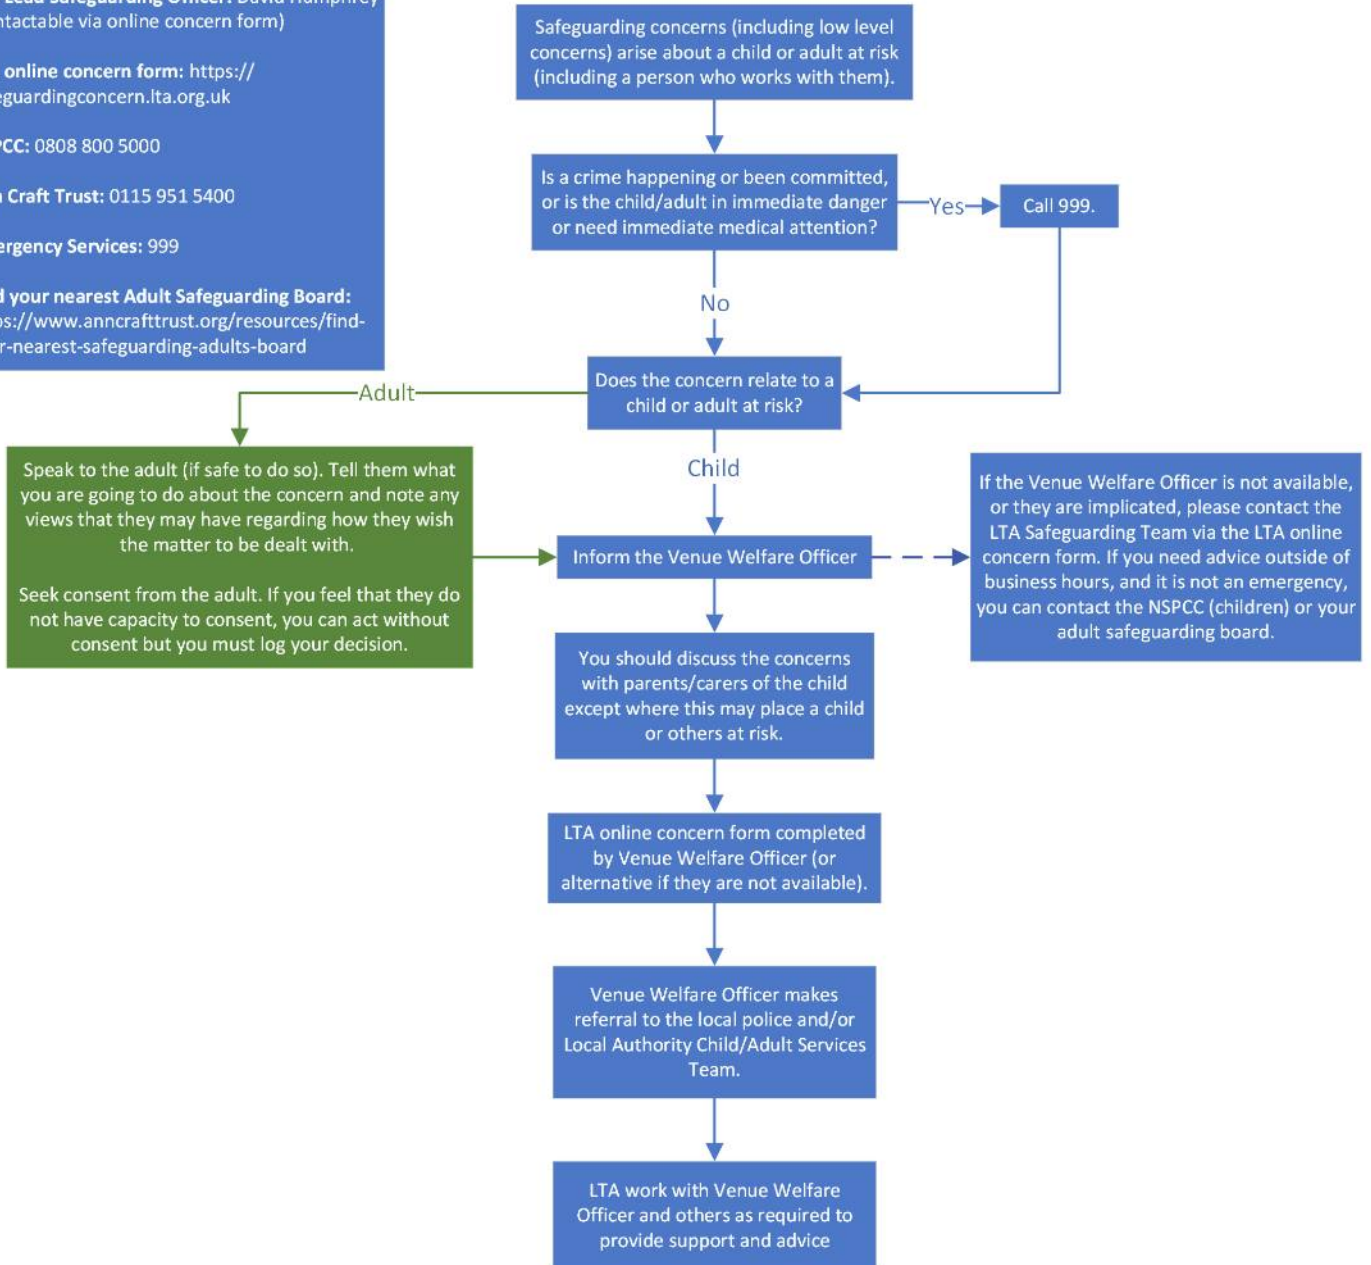 Lead Safeguarding Officer: David Humphrey
ntactable via online concern form)
online concern form: https://
eguardingconcern.lta.org.uk
PCC: 0808 800 5000
n Craft Trust: 0115 951 5400
ergency Services: 999
d your nearest Adult Safeguarding Board:
ps://www.anncrafttrust.org/resources/find-
r-nearest-safeguarding-adults-board
Safeguarding concerns (including low level
concerns) arise about a child or adult at risk
(including a person who works with them).
Is a crime happening or been committed,
or is the child/adult in immediate danger
or need immediate medical attention?
Yes
Call 999.
No
Does the concern relate to a
child or adult at risk?
Adult
Child
Speak to the adult (if safe to do so). Tell them what
you are going to do about the concern and note any
views that they may have regarding how they wish
the matter to be dealt with.
Seek consent from the adult. If you feel that they do
not have capacity to consent, you can act without
consent but you must log your decision.
Inform the Venue Welfare Officer
If the Venue Welfare Officer is not available,
or they are implicated, please contact the
LTA Safeguarding Team via the LTA online
concern form. If you need advice outside of
business hours, and it is not an emergency,
you can contact the NSPCC (children) or your
adult safeguarding board.
You should discuss the concerns
with parents/carers of the child
except where this may place a child
or others at risk.
LTA online concern form completed
by Venue Welfare Officer (or
alternative if they are not available).
Venue Welfare Officer makes
referral to the local police and/or
Local Authority Child/Adult Services
Team.
LTA work with Venue Welfare
Officer and others as required to
provide support and advice